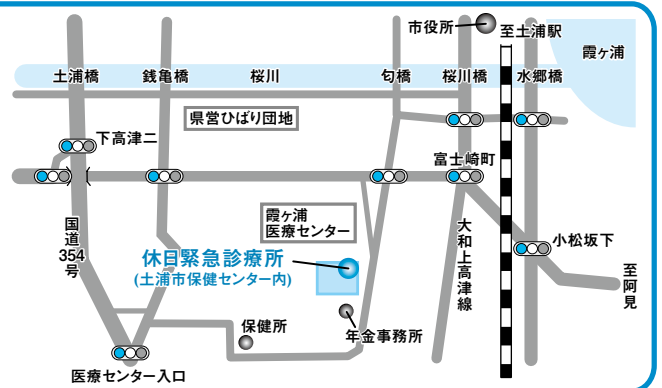 市役所
至土浦駅
霞ヶ浦
土浦橋
銭亀橋
桜川
匂橋
桜川橋
水郷橋
県営ひばり団地
下高津二
富士崎町
霞ヶ浦
医療センター
国道
354
号
休日緊急診療所
(土浦市保健センター内)
大和上高津線
小松坂下
至阿見
保健所
年金事務所
医療センター入口